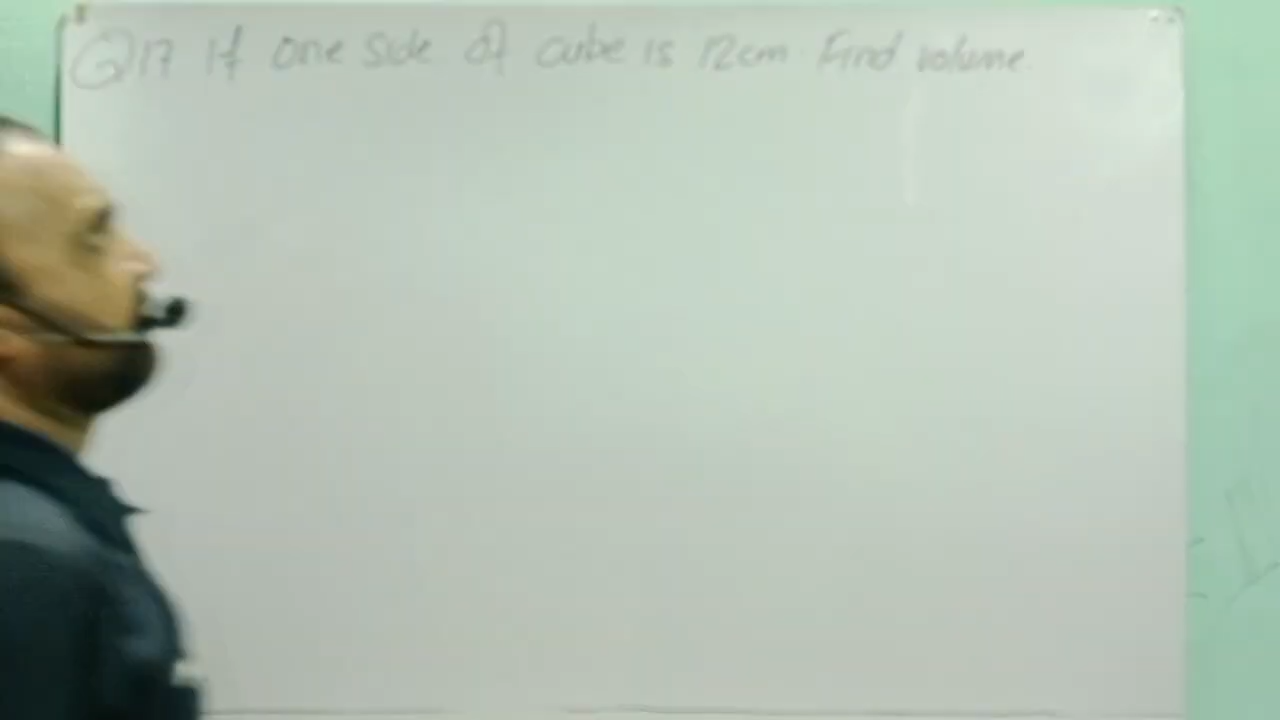 Q17 If one side of cube is 12cm Find volume.